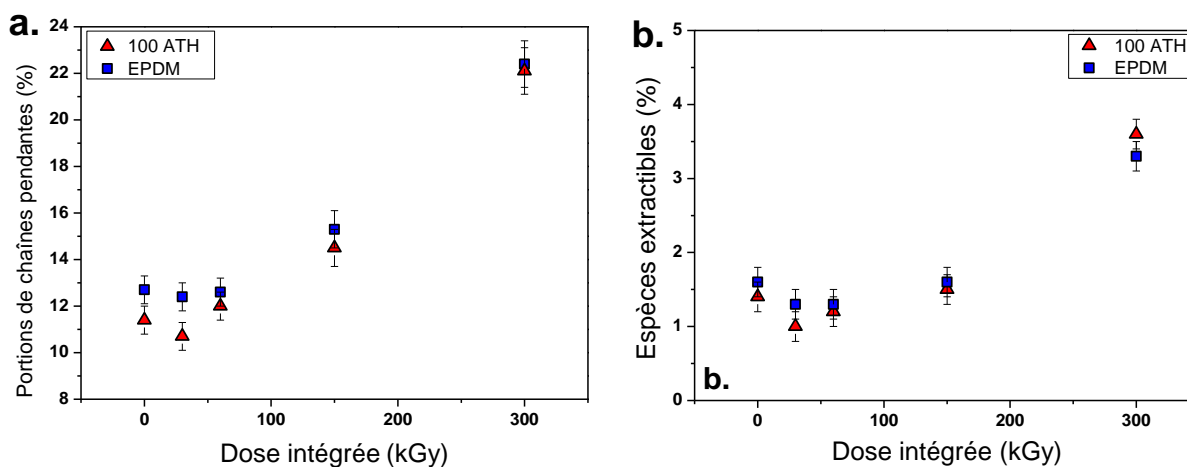 a.
100 ATH
EPDM
Portions de chaînes pendantes (%)
24
22
20
18
16
14
12
10
8
0
100
200
300
Dose intégrée (kGy)
b.
100 ATH
EPDM
Espèces extractibles (%)
6
5
4
3
2
1
0
b.
0
100
200
300
Dose intégrée (kGy)